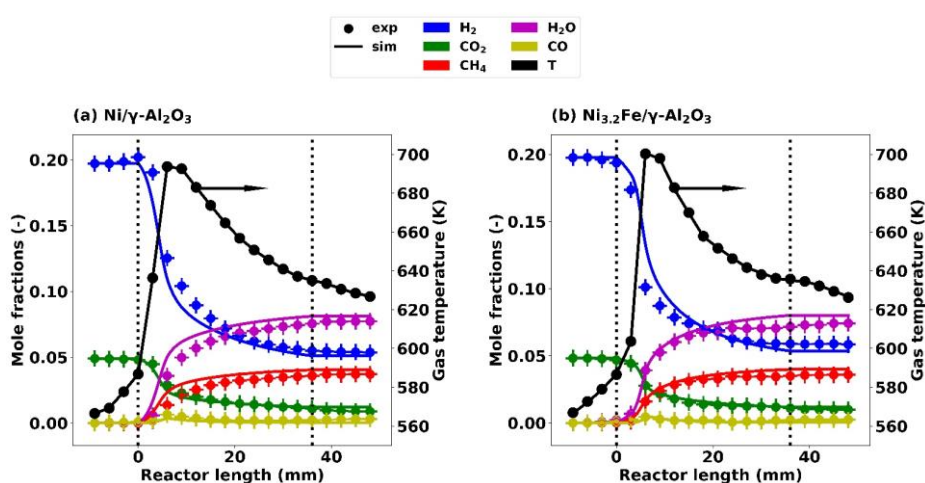 exp
sim
H₂
CO₂
CH₄
H₂O
CO
T
(a) Ni/γ-Al₂O₃
Mole fractions (-)
0.20
0.15
0.10
0.05
0.00
700
680
660
640
620
600
580
560
Gas temperature (K)
0
20
40
Reactor length (mm)
(b) Ni₃.₂Fe/γ-Al₂O₃
Mole fractions (-)
0.20
0.15
0.10
0.05
0.00
700
680
660
640
620
600
580
560
Gas temperature (K)
0
20
40
Reactor length (mm)